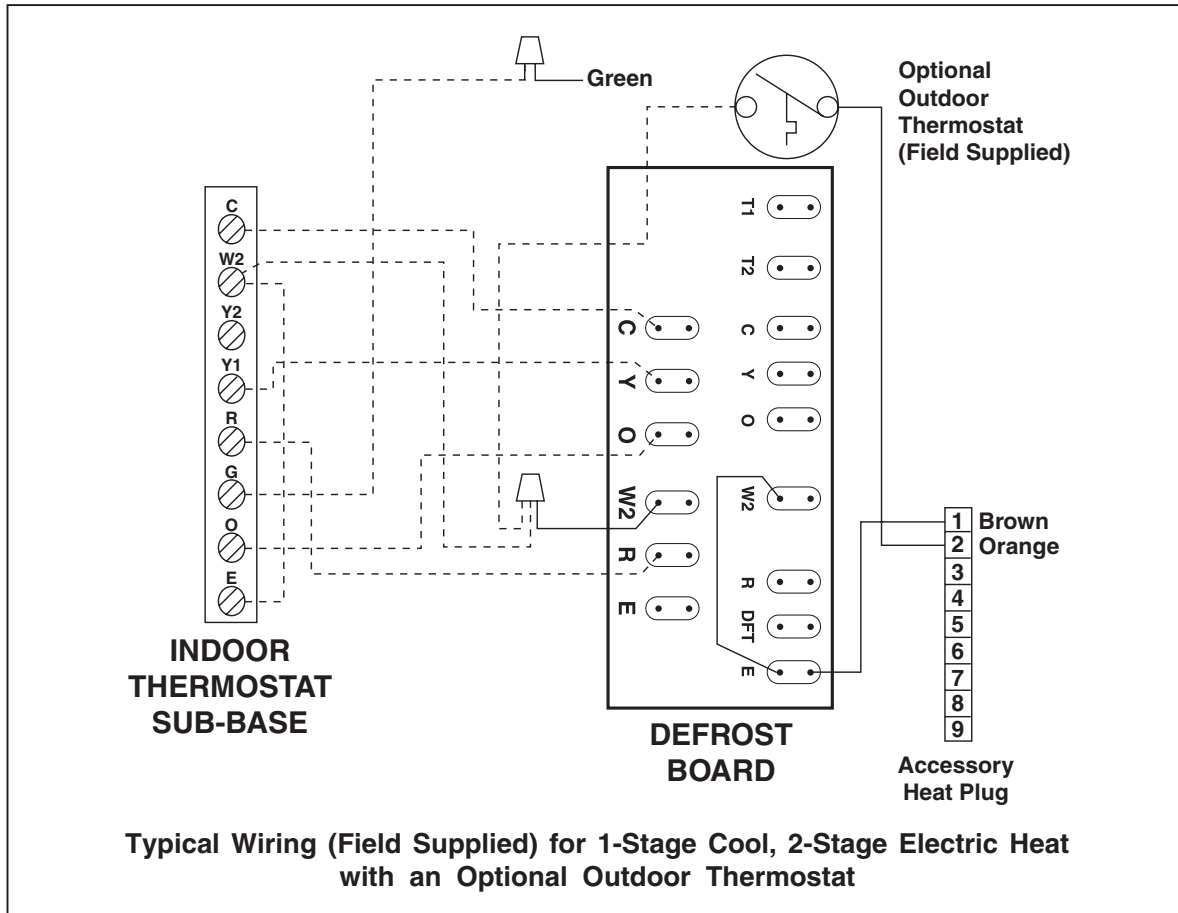 Green
Optional
Outdoor
Thermostat
(Field Supplied)
C
W2
Y2
Y1
R
G
O
E
INDOOR
THERMOSTAT
SUB-BASE
C
Y
O
W2
R
E
T1
T2
C
Y
O
W2
R
DFT
E
DEFROST
BOARD
1 Brown
2 Orange
3
4
5
6
7
8
9
Accessory
Heat Plug
Typical Wiring (Field Supplied) for 1-Stage Cool, 2-Stage Electric Heat
with an Optional Outdoor Thermostat